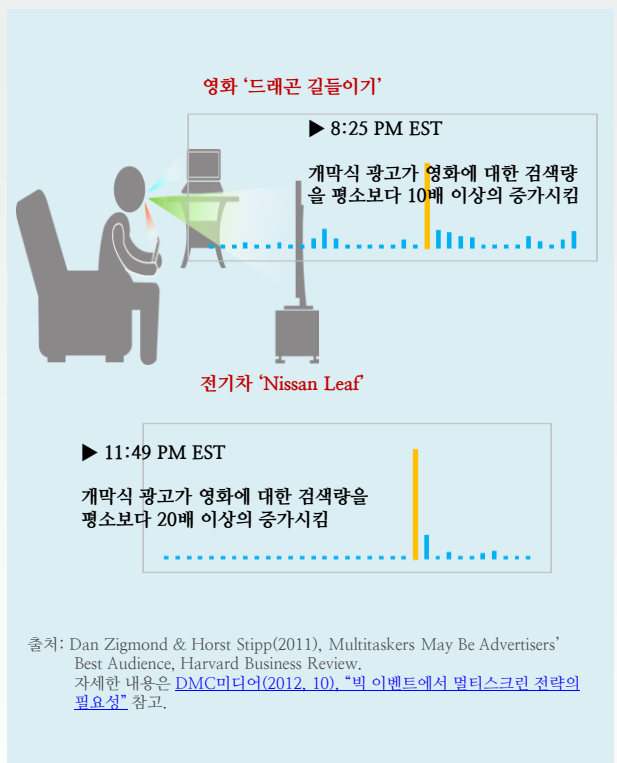 영화 ‘드래곤 길들이기’
▶ 8:25 PM EST
개막식 광고가 영화에 대한 검색량
을 평소보다 10배 이상의 증가시킴
전기차 ‘Nissan Leaf’
▶ 11:49 PM EST
개막식 광고가 영화에 대한 검색량을
평소보다 20배 이상의 증가시킴
출처: Dan Zigmond & Horst Stipp(2011), Multitaskers May Be Advertisers’
Best Audience, Harvard Business Review.
자세한 내용은 DMC미디어(2012, 10), “빅 이벤트에서 멀티스크린 전략의
필요성” 참고.